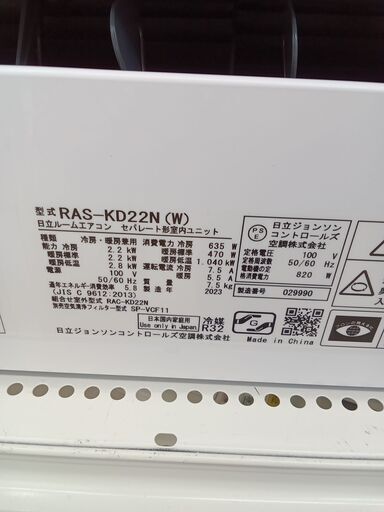 型式 RAS-KD22N(W)
日立ルームエアコン セパレート形室内ユニット
種類 冷房・暖房兼用
能力 冷房 2.2 kW
暖房標準 2.2 kW
暖房低温 2.8 kW
電源 100 V
50/60 Hz
通年エネルギー消費効率 5.8
(JIS C 9612:2013)
組合せ室外型式 RAC-KD22N
別売空気清浄フィルター型式 SP-VCF11
消費電力 冷房 635 W
暖房標準 470 W
暖房低温 1.040 kW
運転電流 冷房 7.5 A
暖房 5.5 A
質量 7.5 kg
2023
PS
E
日立ジョンソン
コントロールズ
空調株式会社
定格電圧 100 V
定格周波数 50/60 Hz
電動機の定
格消費電力 820 W
製造番号 029990
日本国内家庭用
Use only in Japan
冷媒
R32
Made in China
日立ジョンソンコントロールズ空調株式会社